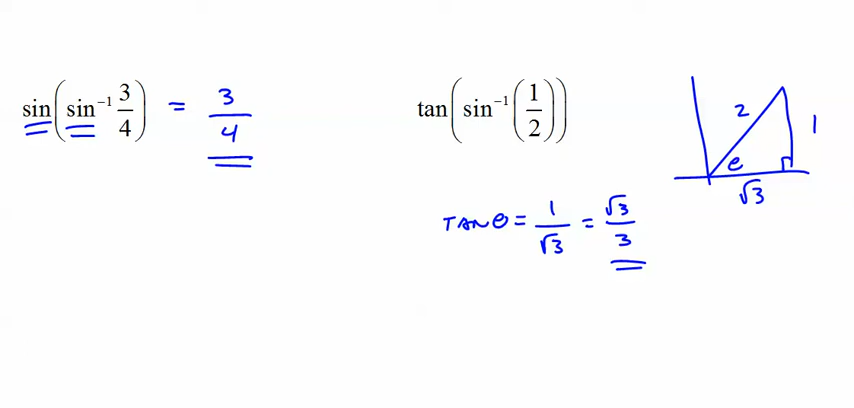 sin(sin⁻¹ 3/4) = 3/4
tan(sin⁻¹(1/2))
2
1
θ
√3
TAN θ = 1/√3 = √3/3